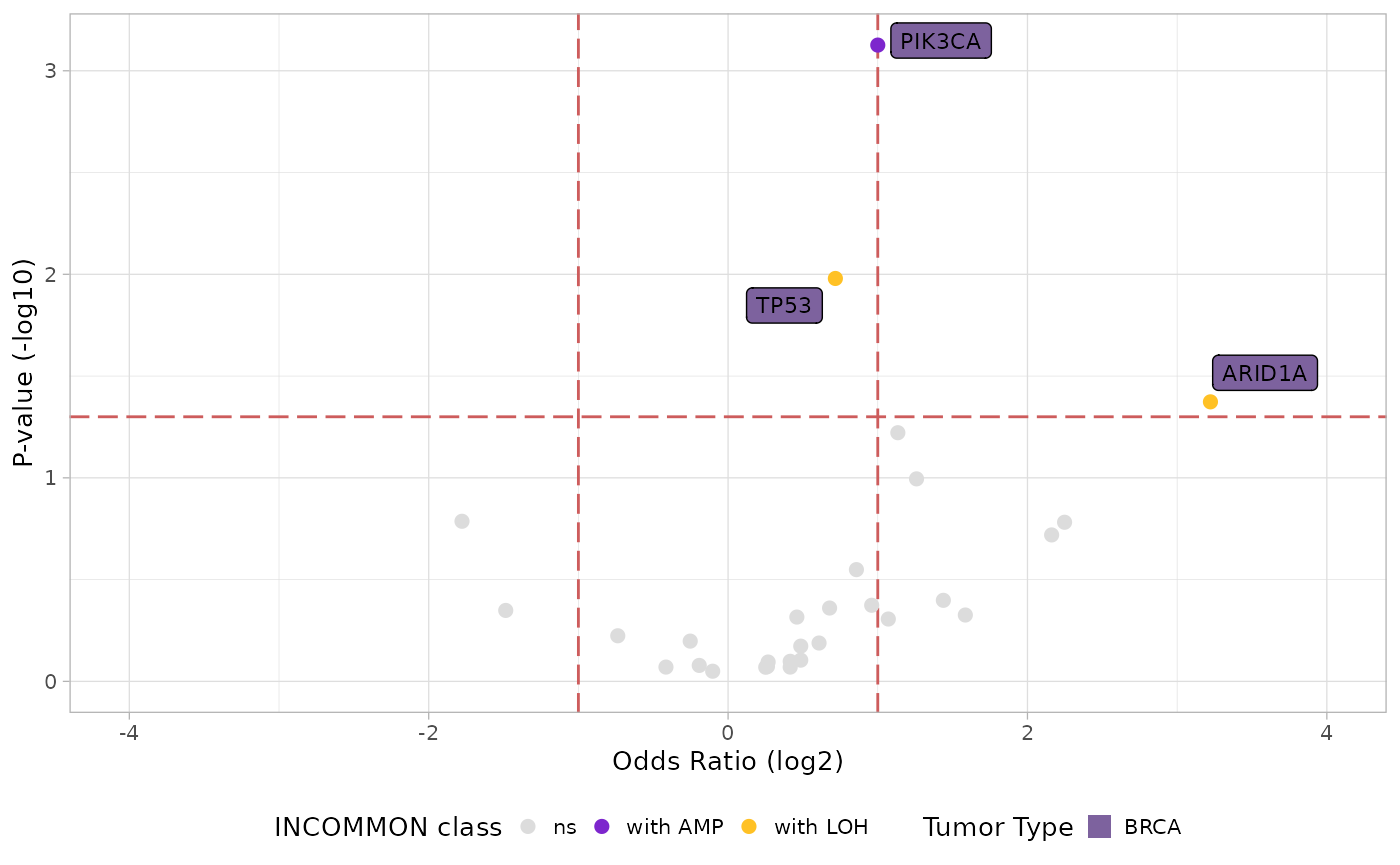 PIK3CA
3
P-value (-log10)
2
TP53
ARID1A
1
0
-4 -2 0 2 4
Odds Ratio (log2)
INCOMMON class ns with AMP with LOH Tumor Type BRCA